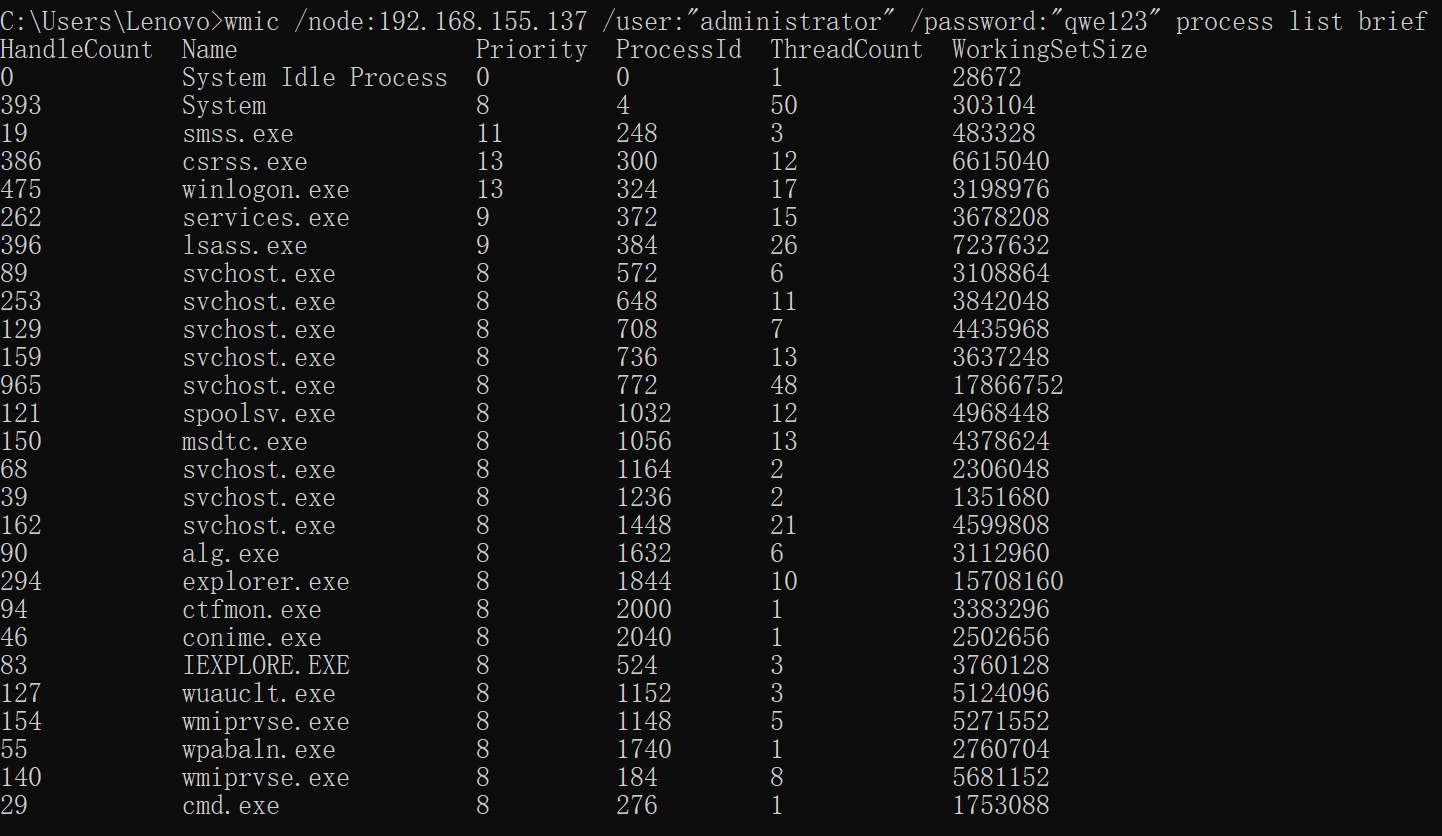 C:\Users\Lenovo>wmic /node:192.168.155.137 /user:"administrator" /password:"qwe123" process list brief
HandleCount  Name                 Priority  ProcessId  ThreadCount  WorkingSetSize
0            System Idle Process  0         0          1            28672
393          System               8         4          50           303104
19           smss.exe             11        248        3            483328
386          csrss.exe            13        300        12           6615040
475          winlogon.exe         13        324        17           3198976
262          services.exe         9         372        15           3678208
396          lsass.exe            9         384        26           7237632
89           svchost.exe          8         572        6            3108864
253          svchost.exe          8         648        11           3842048
129          svchost.exe          8         708        7            4435968
159          svchost.exe          8         736        13           3637248
965          svchost.exe          8         772        48           17866752
121          spoolsv.exe          8         1032       12           4968448
150          msdtc.exe            8         1056       13           4378624
68           svchost.exe          8         1164       2            2306048
39           svchost.exe          8         1236       2            1351680
162          svchost.exe          8         1448       21           4599808
90           alg.exe              8         1632       6            3112960
294          explorer.exe         8         1844       10           15708160
94           ctfmon.exe           8         2000       1            3383296
46           conime.exe           8         2040       1            2502656
83           IEXPLORE.EXE         8         524        3            3760128
127          wuauclt.exe          8         1152       3            5124096
154          wmiprvse.exe         8         1148       5            5271552
55           wpabaln.exe          8         1740       1            2760704
140          wmiprvse.exe         8         184        8            5681152
29           cmd.exe              8         276        1            1753088